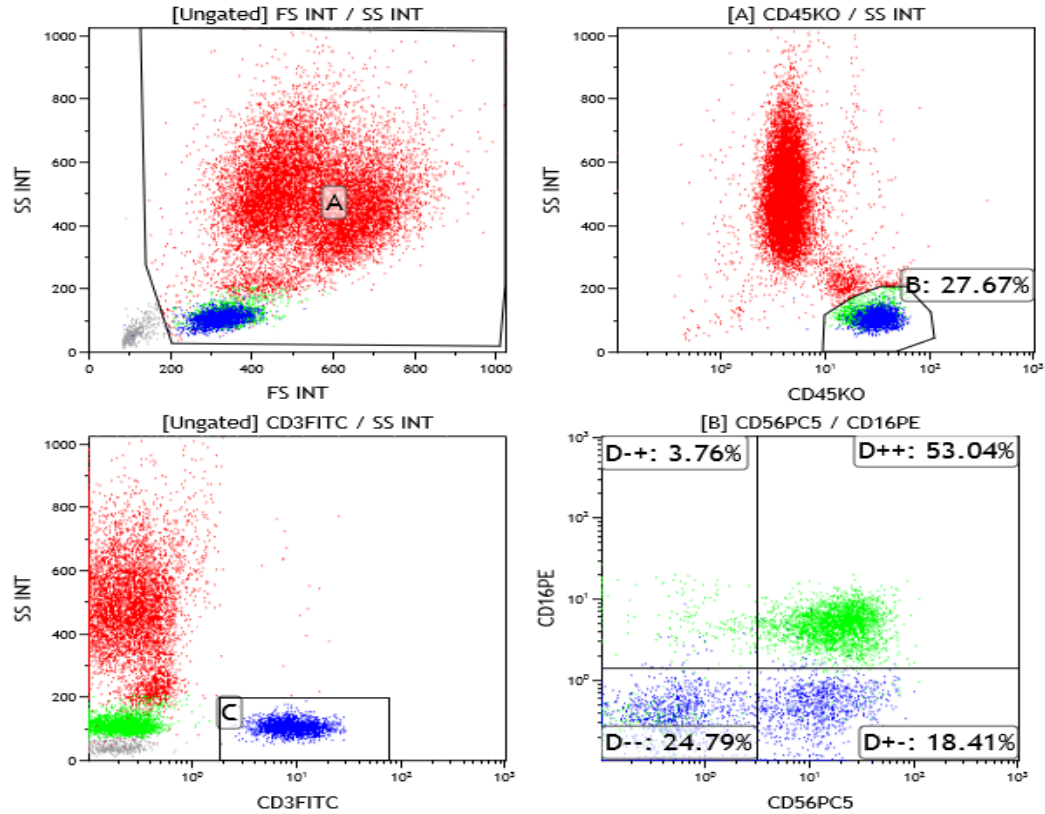 [Ungated] FS INT / SS INT
1000
800
600
400
200
0
SS INT
A
0 200 400 600 800 1000
FS INT
[A] CD45KO / SS INT
1000
800
600
400
200
0
SS INT
B: 27.67%
10⁰ 10¹ 10² 10³
CD45KO
[Ungated] CD3FITC / SS INT
1000
800
600
400
200
0
SS INT
C
10⁰ 10¹ 10² 10³
CD3FITC
[B] CD56PC5 / CD16PE
10³
10²
10¹
10⁰
CD16PE
D-+: 3.76% D++: 53.04%
D--: 24.79% D+-: 18.41%
10⁰ 10¹ 10² 10³
CD56PC5